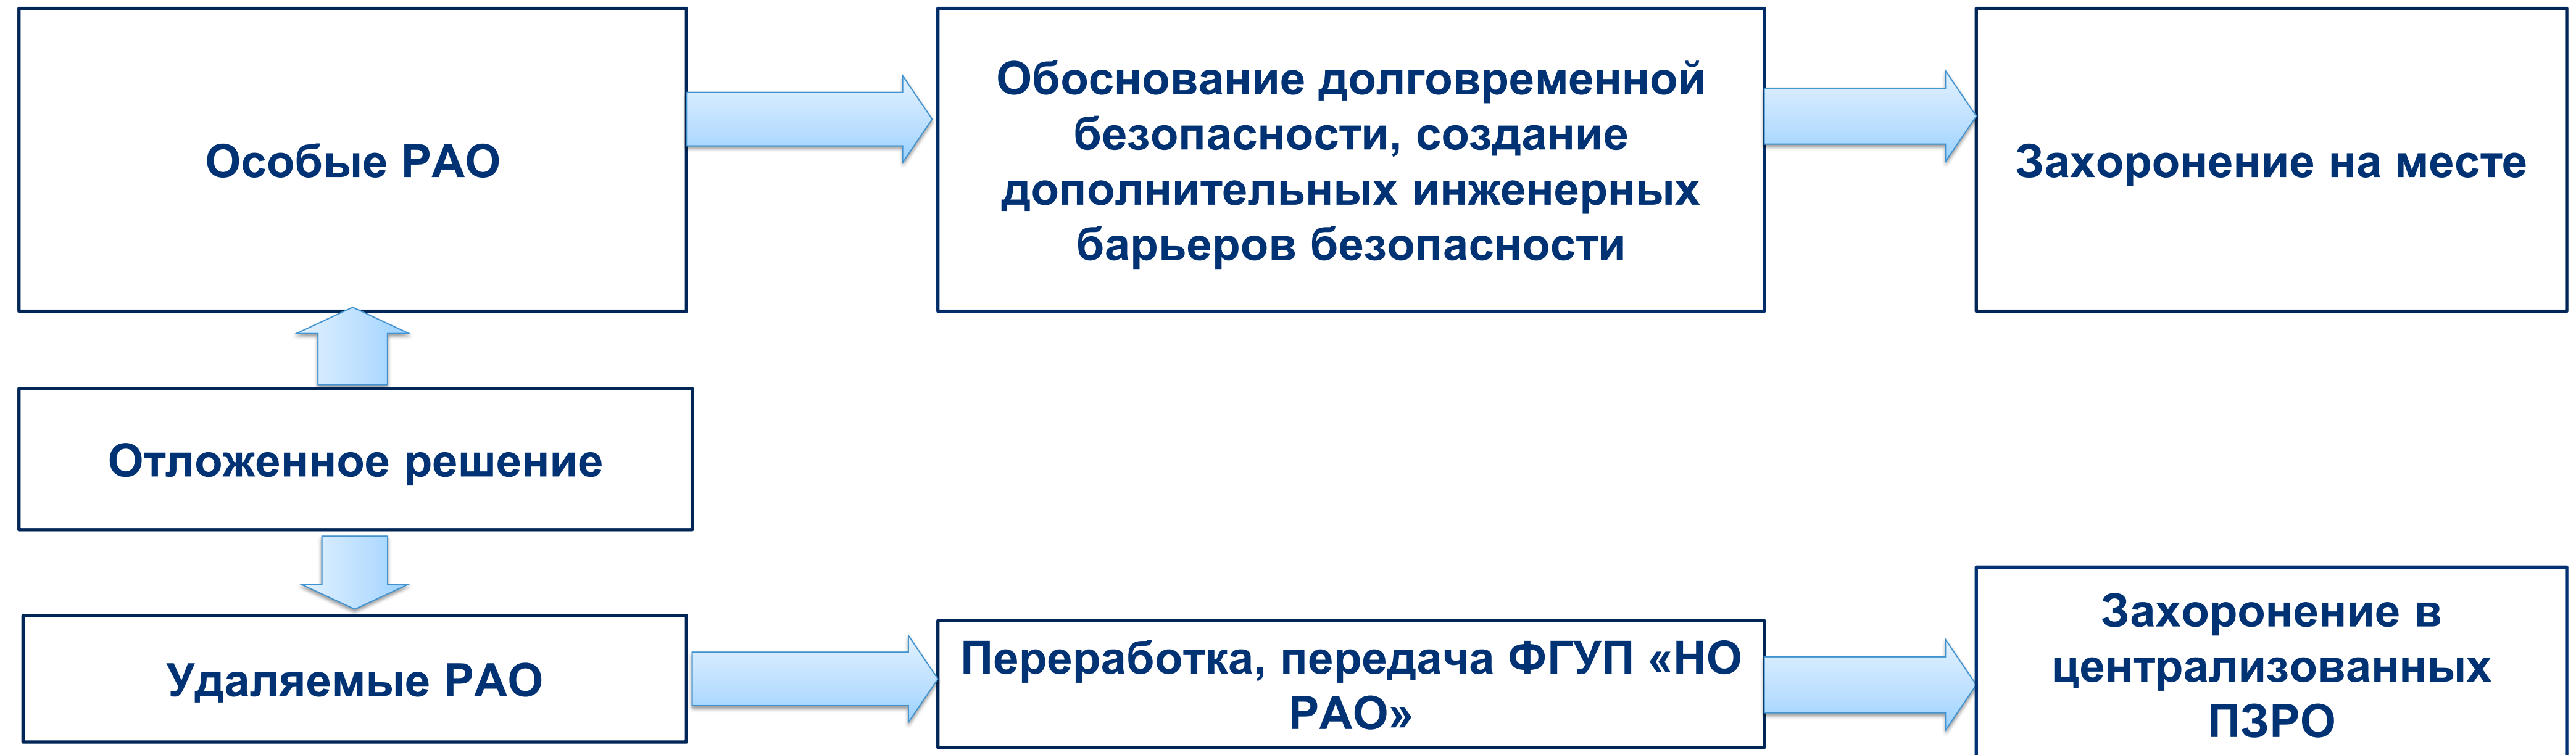 Особые РАО
Обоснование долговременной
безопасности, создание
дополнительных инженерных
барьеров безопасности
Захоронение на месте
Отложенное решение
Удаляемые РАО
Переработка, передача ФГУП «НО
РАО»
Захоронение в
централизованных
ПЗРО